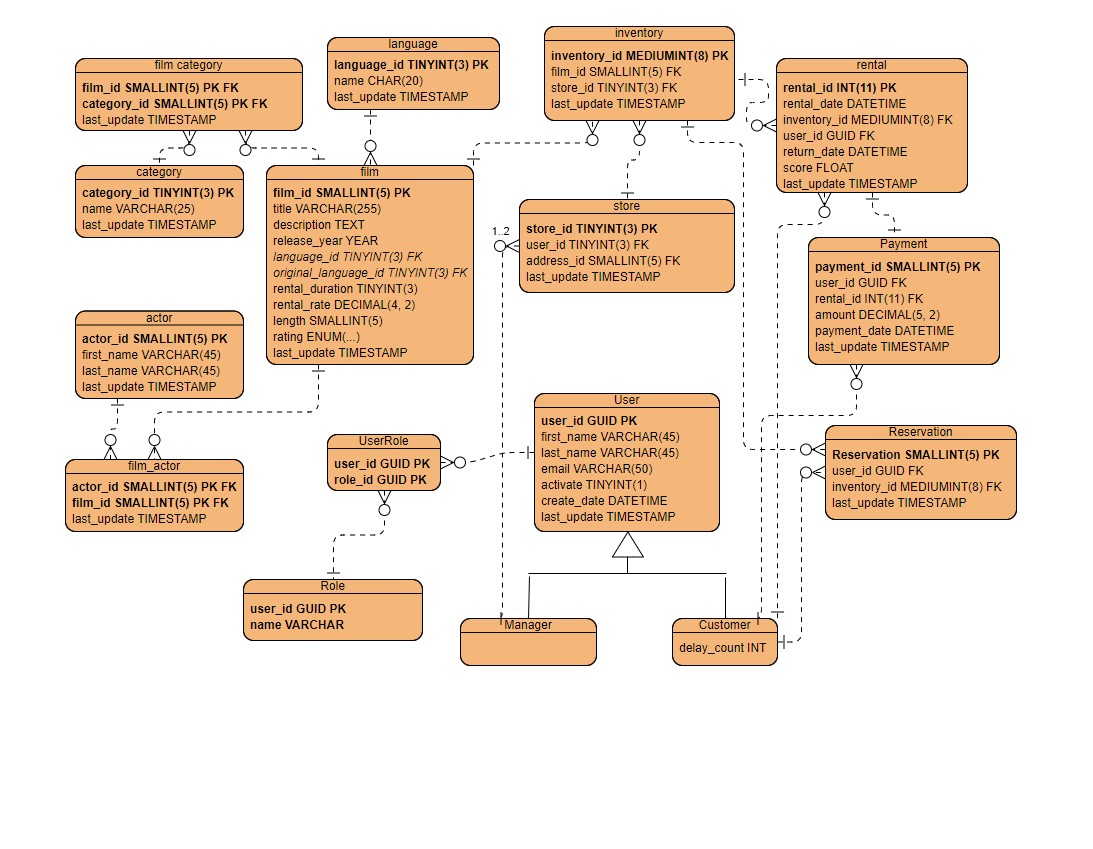 film category
film_id SMALLINT(5) PK FK
category_id SMALLINT(5) PK FK
last_update TIMESTAMP
language
language_id TINYINT(3) PK
name CHAR(20)
last_update TIMESTAMP
inventory
inventory_id MEDIUMINT(8) PK
film_id SMALLINT(5) FK
store_id TINYINT(3) FK
last_update TIMESTAMP
rental
rental_id INT(11) PK
rental_date DATETIME
inventory_id MEDIUMINT(8) FK
user_id GUID FK
return_date DATETIME
score FLOAT
last_update TIMESTAMP
category
category_id TINYINT(3) PK
name VARCHAR(25)
last_update TIMESTAMP
film
film_id SMALLINT(5) PK
title VARCHAR(255)
description TEXT
release_year YEAR
language_id TINYINT(3) FK
original_language_id TINYINT(3) FK
rental_duration TINYINT(3)
rental_rate DECIMAL(4, 2)
length SMALLINT(5)
rating ENUM(...)
last_update TIMESTAMP
1..2
store
store_id TINYINT(3) PK
user_id TINYINT(3) FK
address_id SMALLINT(5) FK
last_update TIMESTAMP
Payment
payment_id SMALLINT(5) PK
user_id GUID FK
rental_id INT(11) FK
amount DECIMAL(5, 2)
payment_date DATETIME
last_update TIMESTAMP
actor
actor_id SMALLINT(5) PK
first_name VARCHAR(45)
last_name VARCHAR(45)
last_update TIMESTAMP
film_actor
actor_id SMALLINT(5) PK FK
film_id SMALLINT(5) PK FK
last_update TIMESTAMP
UserRole
user_id GUID PK
role_id GUID PK
User
user_id GUID PK
first_name VARCHAR(45)
last_name VARCHAR(45)
email VARCHAR(50)
activate TINYINT(1)
create_date DATETIME
last_update TIMESTAMP
Reservation
Reservation SMALLINT(5) PK
user_id GUID FK
inventory_id MEDIUMINT(8) FK
last_update TIMESTAMP
Role
user_id GUID PK
name VARCHAR
Manager
Customer
delay_count INT